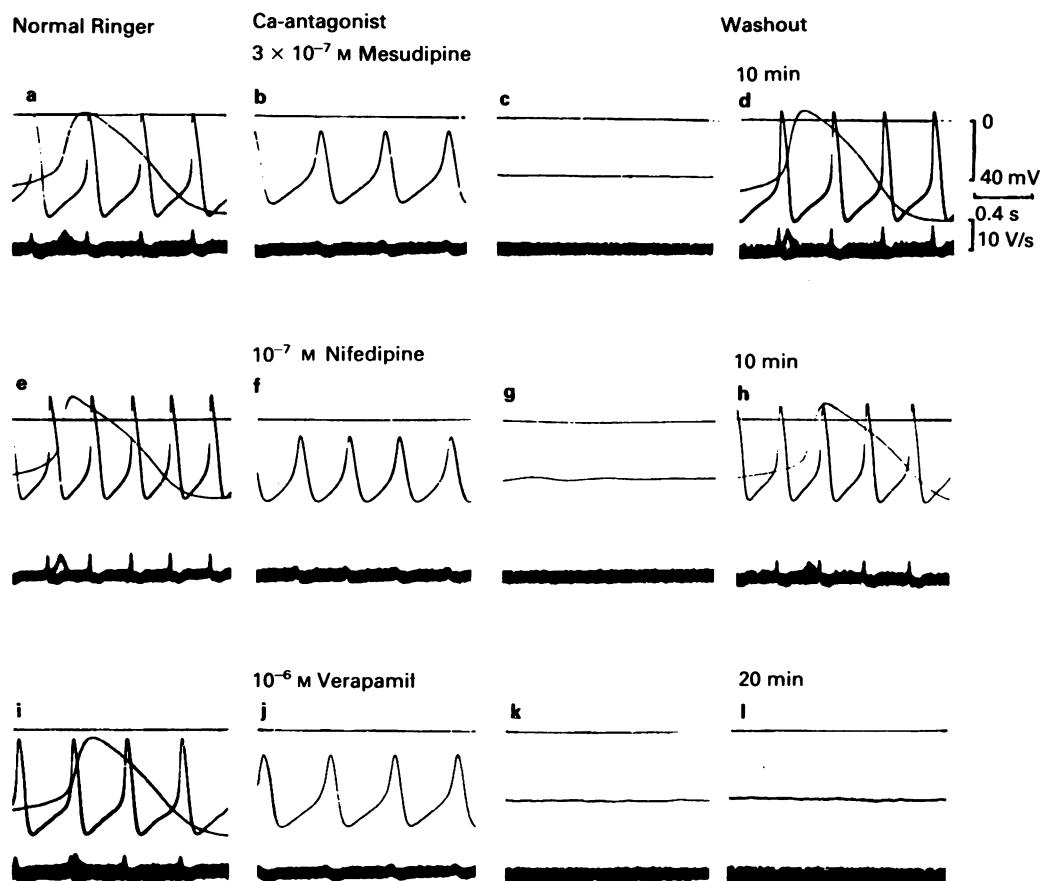 Normal Ringer
Ca-antagonist
3 × 10⁻⁷ M Mesudipine
Washout
10 min
a
b
c
d
0
40 mV
0.4 s
10 V/s
10⁻⁷ M Nifedipine
10 min
e
f
g
h
10⁻⁶ M Verapamil
20 min
i
j
k
l